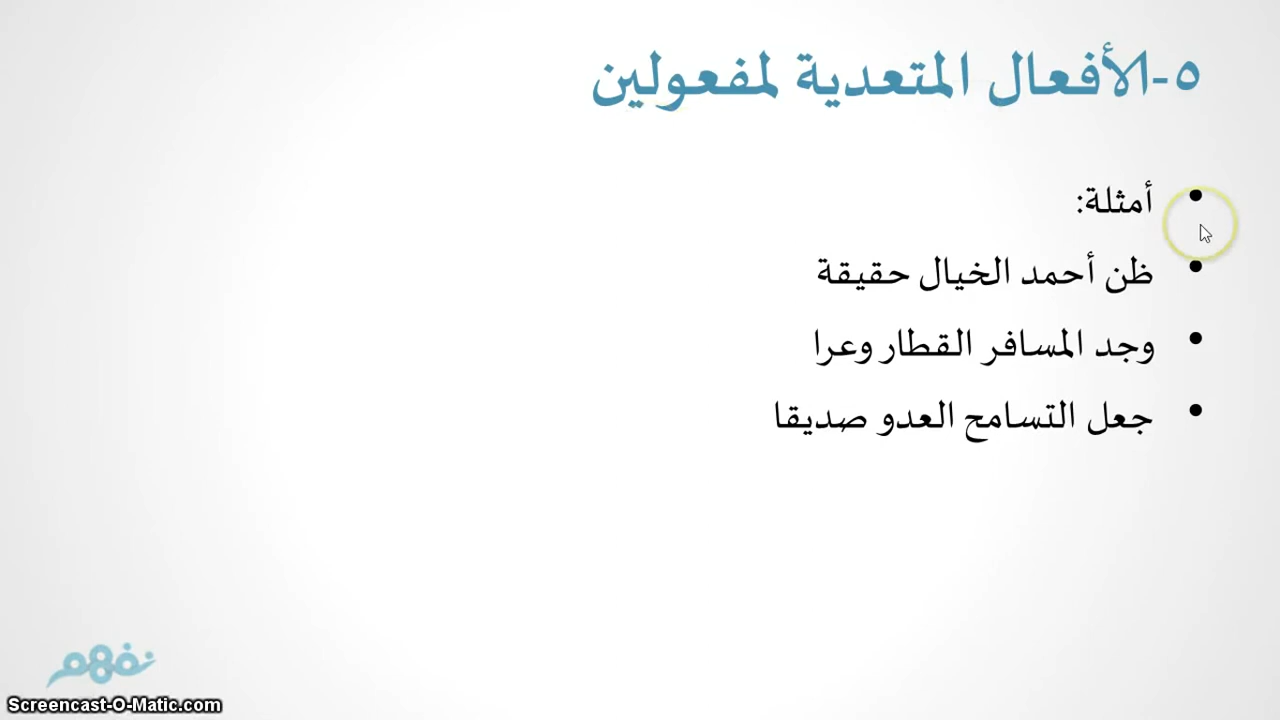 ٥-الأفعال المتعدية لمفعولين
• أمثلة:
• ظن أحمد الخيال حقيقة
• وجد المسافر القطار وعرا
• جعل التسامح العدو صديقا
نفهم
Screencast-O-Matic.com